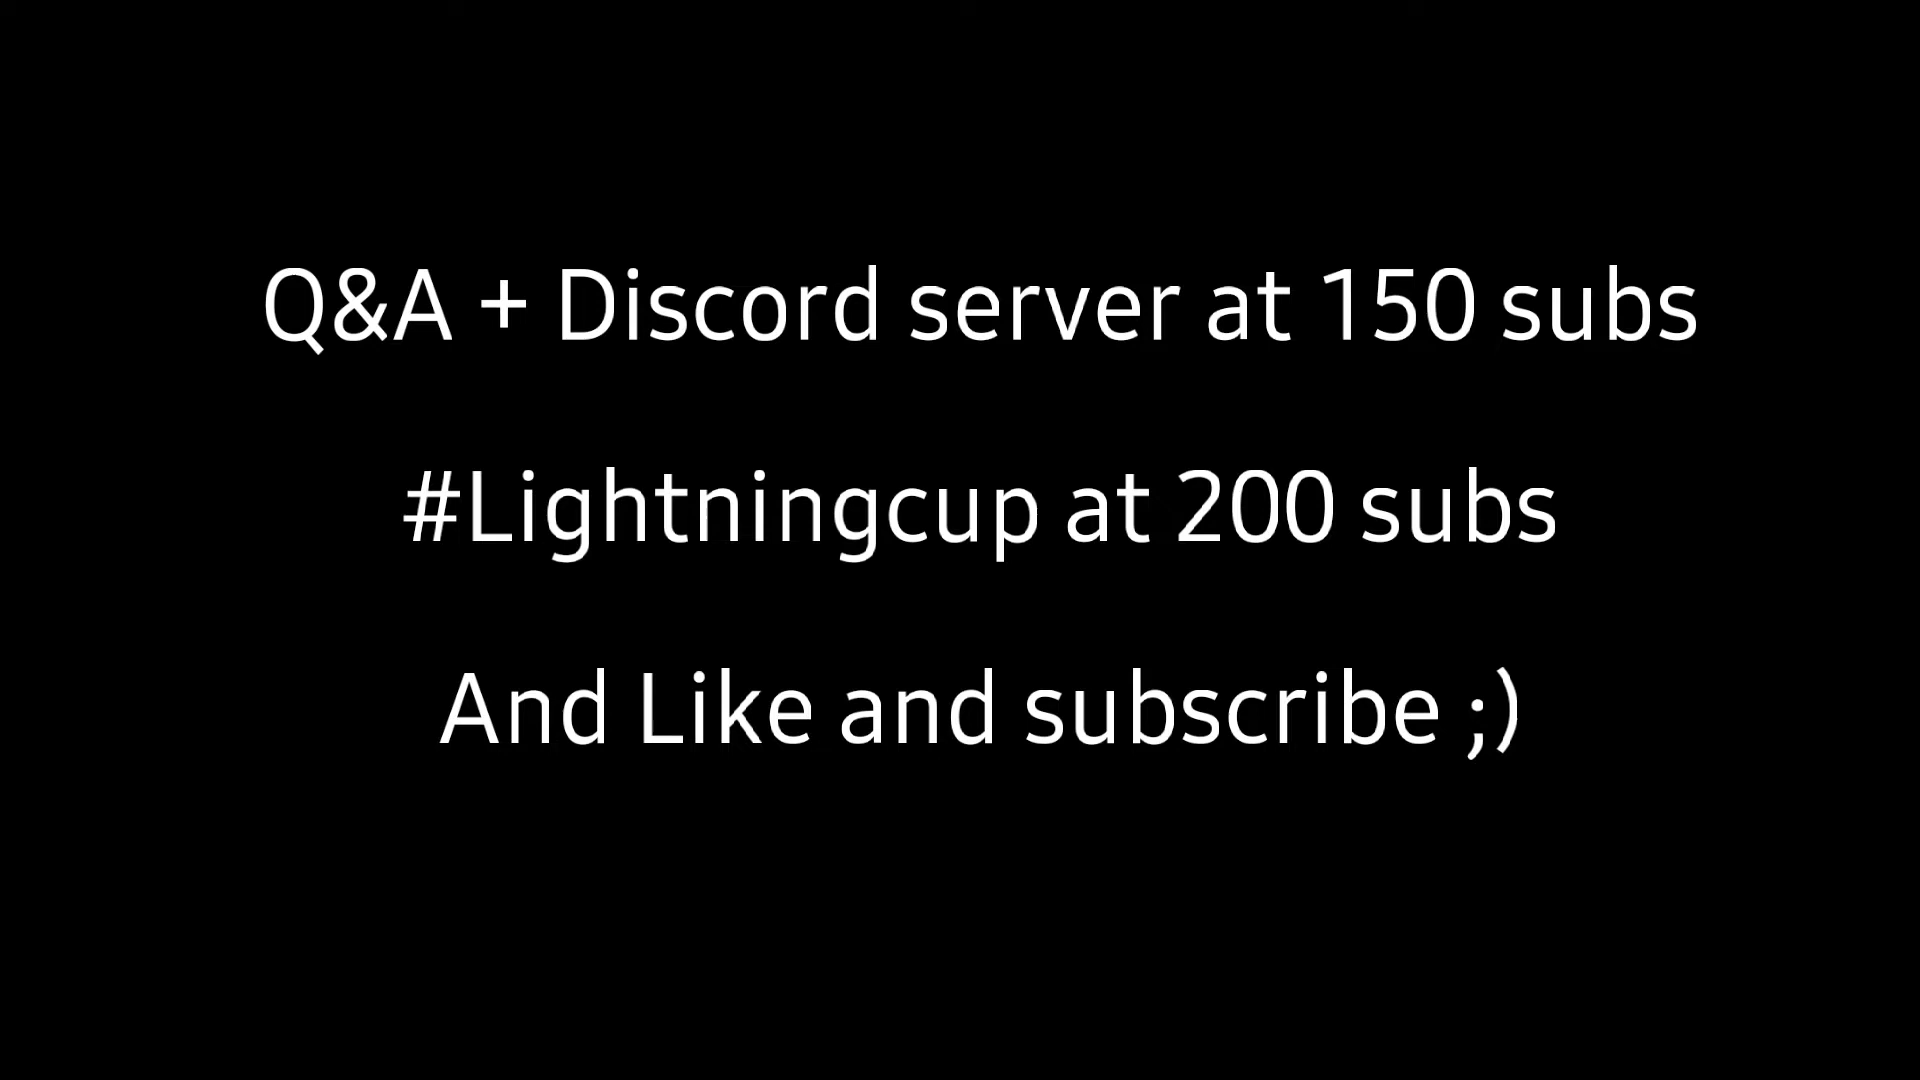 Q&A + Discord server at 150 subs
#Lightningcup at 200 subs
And Like and subscribe ;)